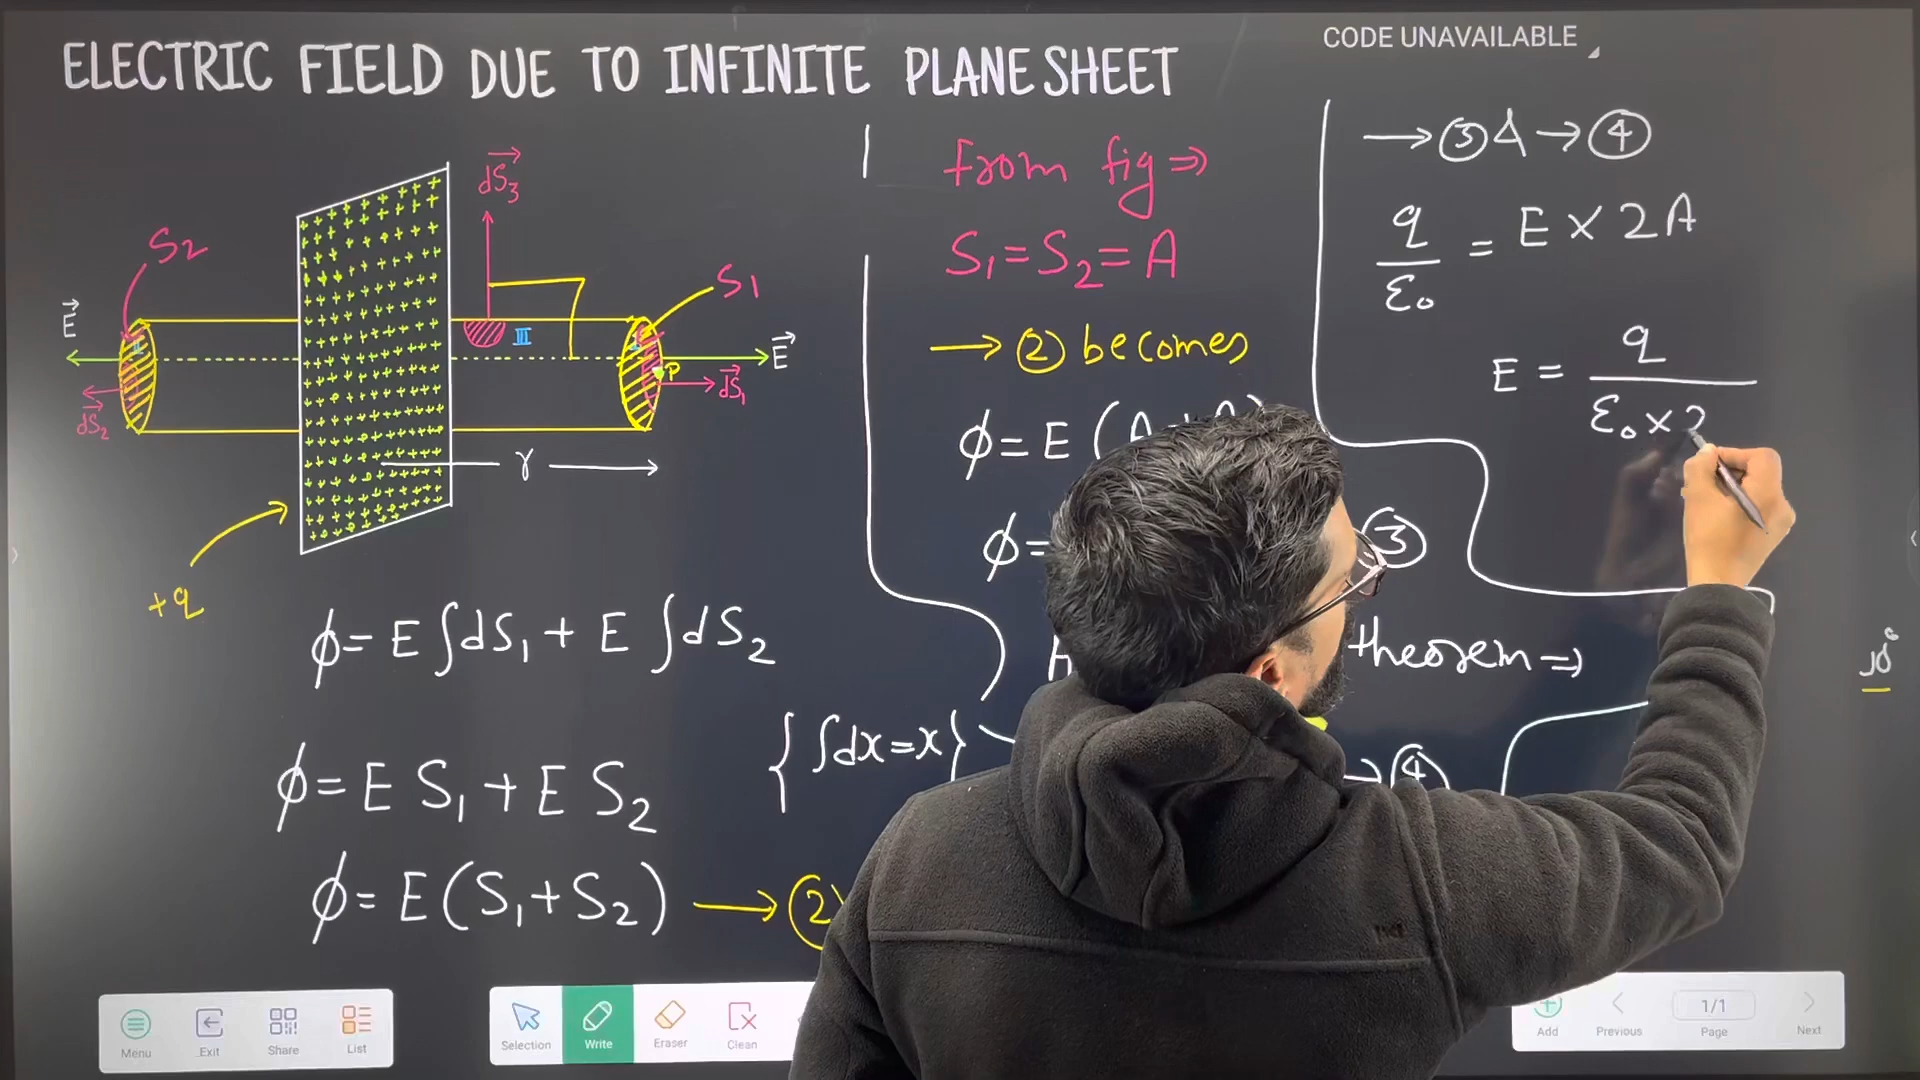 ELECTRIC FIELD DUE TO INFINITE PLANE SHEET
CODE UNAVAILABLE
dS₃
S₂
S₁
E
E
II
III
I
P
dS₁
dS₂
r
+q
ϕ= E ∫dS₁ + E ∫dS₂
ϕ= E S₁ + E S₂
{∫dx=x}
ϕ= E (S₁+S₂) → ②
from fig ⇒
S₁=S₂= A
→ ② becomes
ϕ= E (A + A)
ϕ=
③
theorem ⇒
→ ④
→ ③ & → ④
q/ε₀ = E × 2A
E = q/ε₀×2
Menu
Exit
Share
List
Selection
Write
Eraser
Clean
Add
Previous
1/1
Page
Next